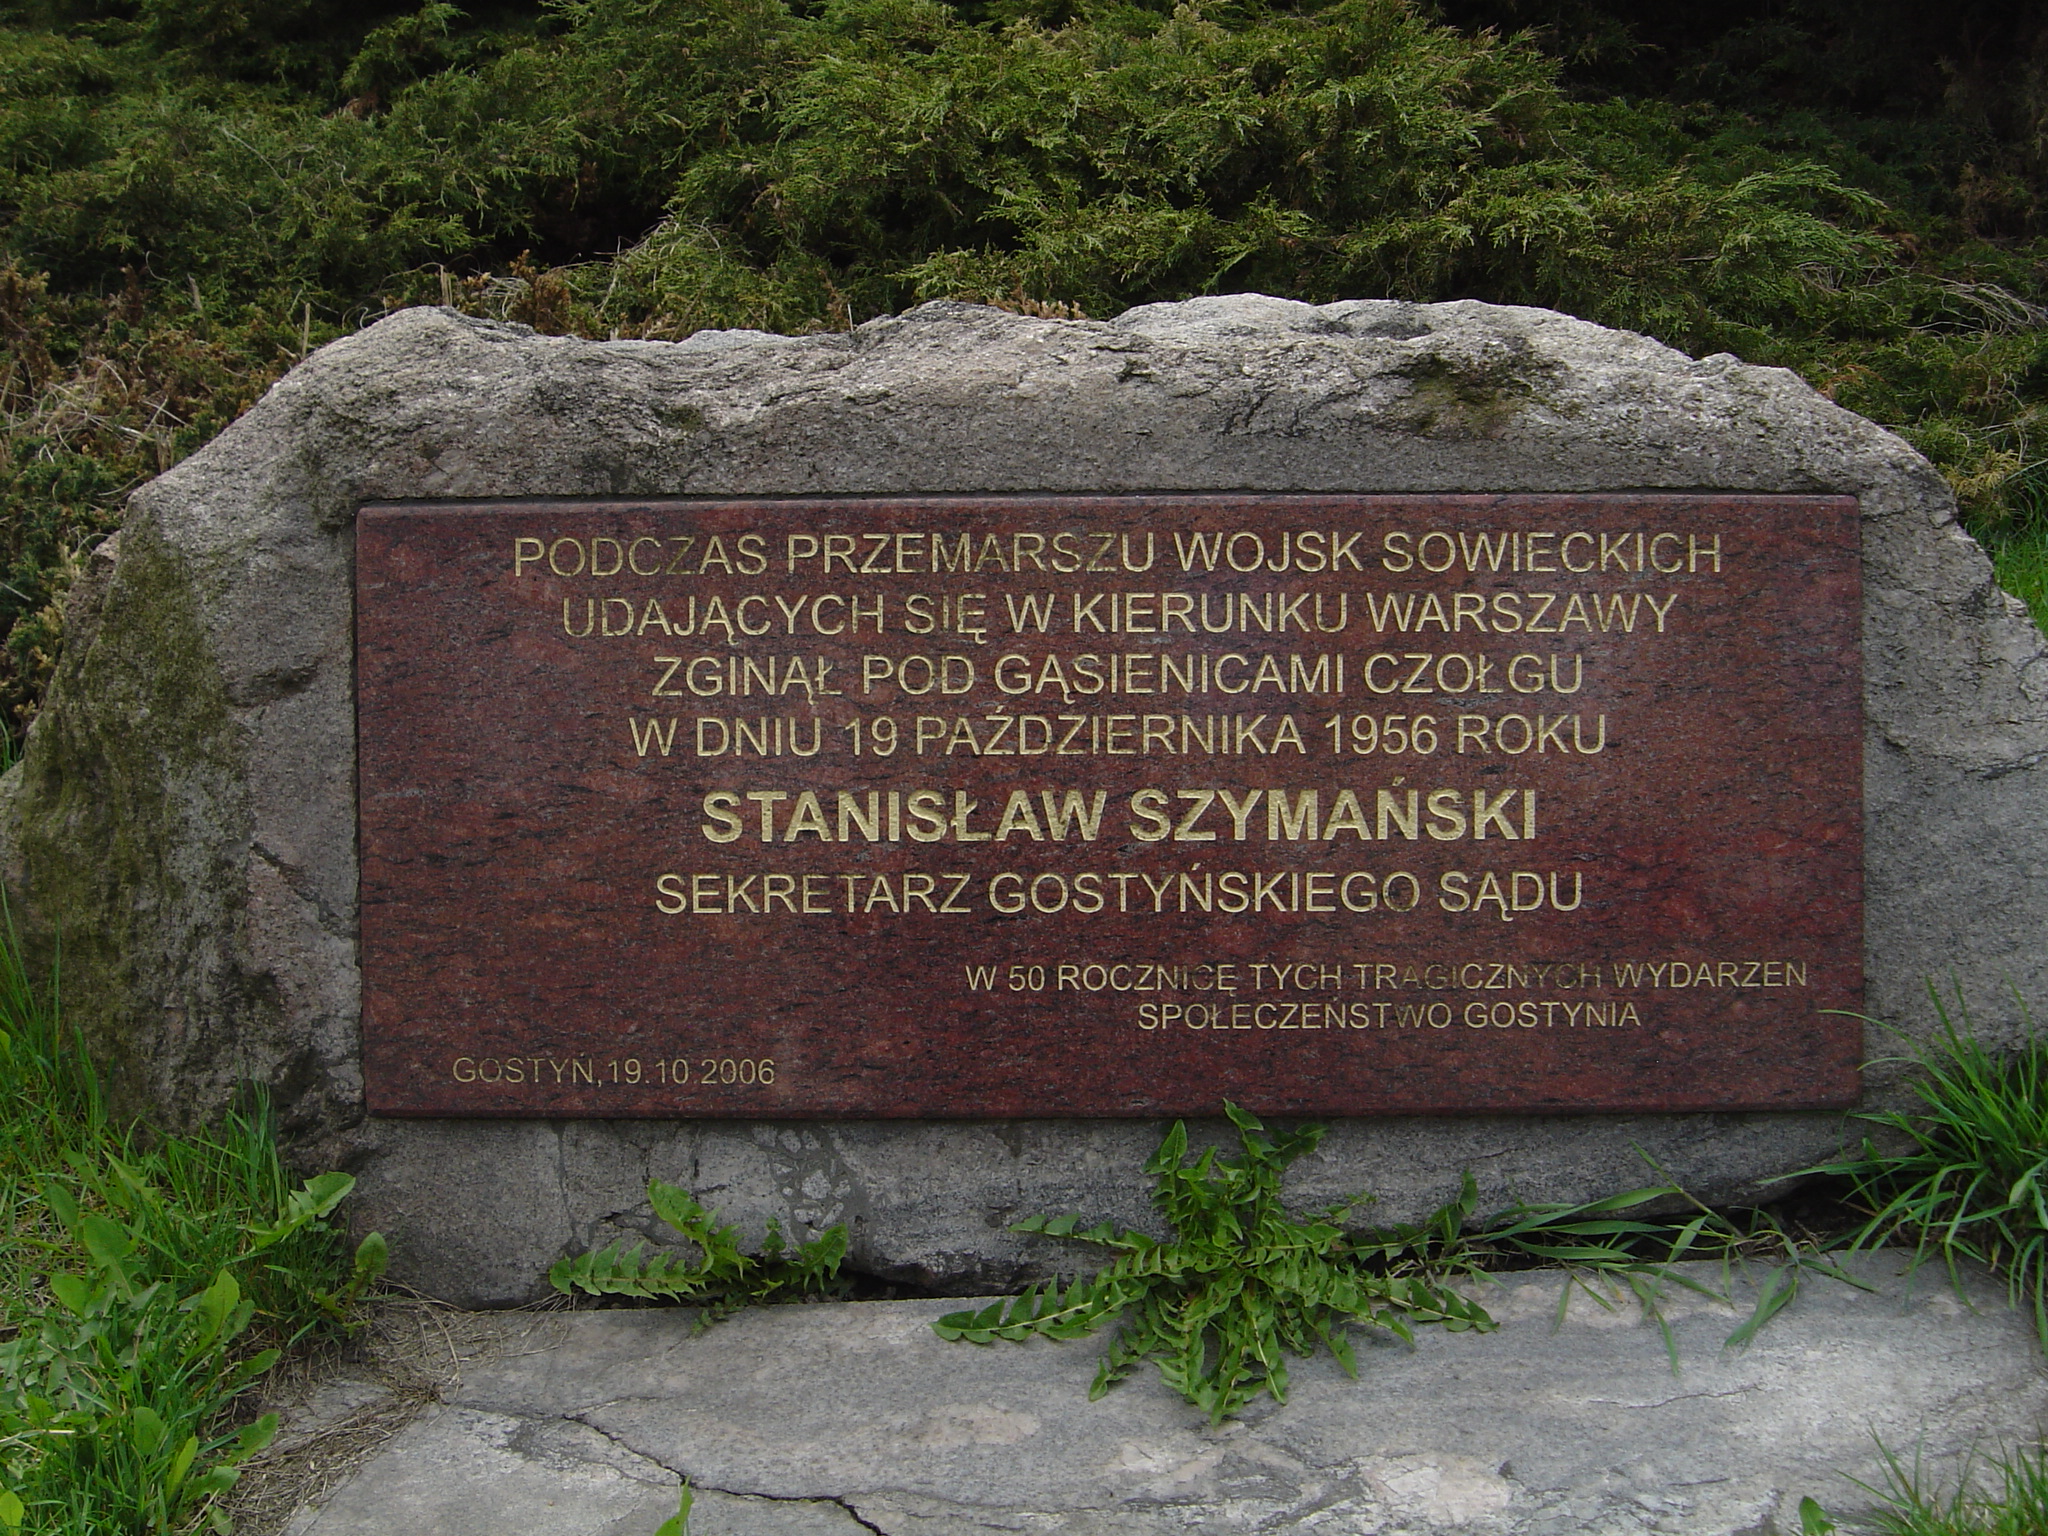 PODCZAS PRZEMARSZU WOJSK SOWIECKICH
UDAJĄCYCH SIĘ W KIERUNKU WARSZAWY
ZGINĄŁ POD GĄSIENICAMI CZOŁGU
W DNIU 19 PAŹDZIERNIKA 1956 ROKU
STANISŁAW SZYMAŃSKI
SEKRETARZ GOSTYŃSKIEGO SĄDU
W 50 ROCZNICĘ TYCH TRAGICZNYCH WYDARZEŃ
SPOŁECZEŃSTWO GOSTYNIA
GOSTYŃ, 19.10.2006